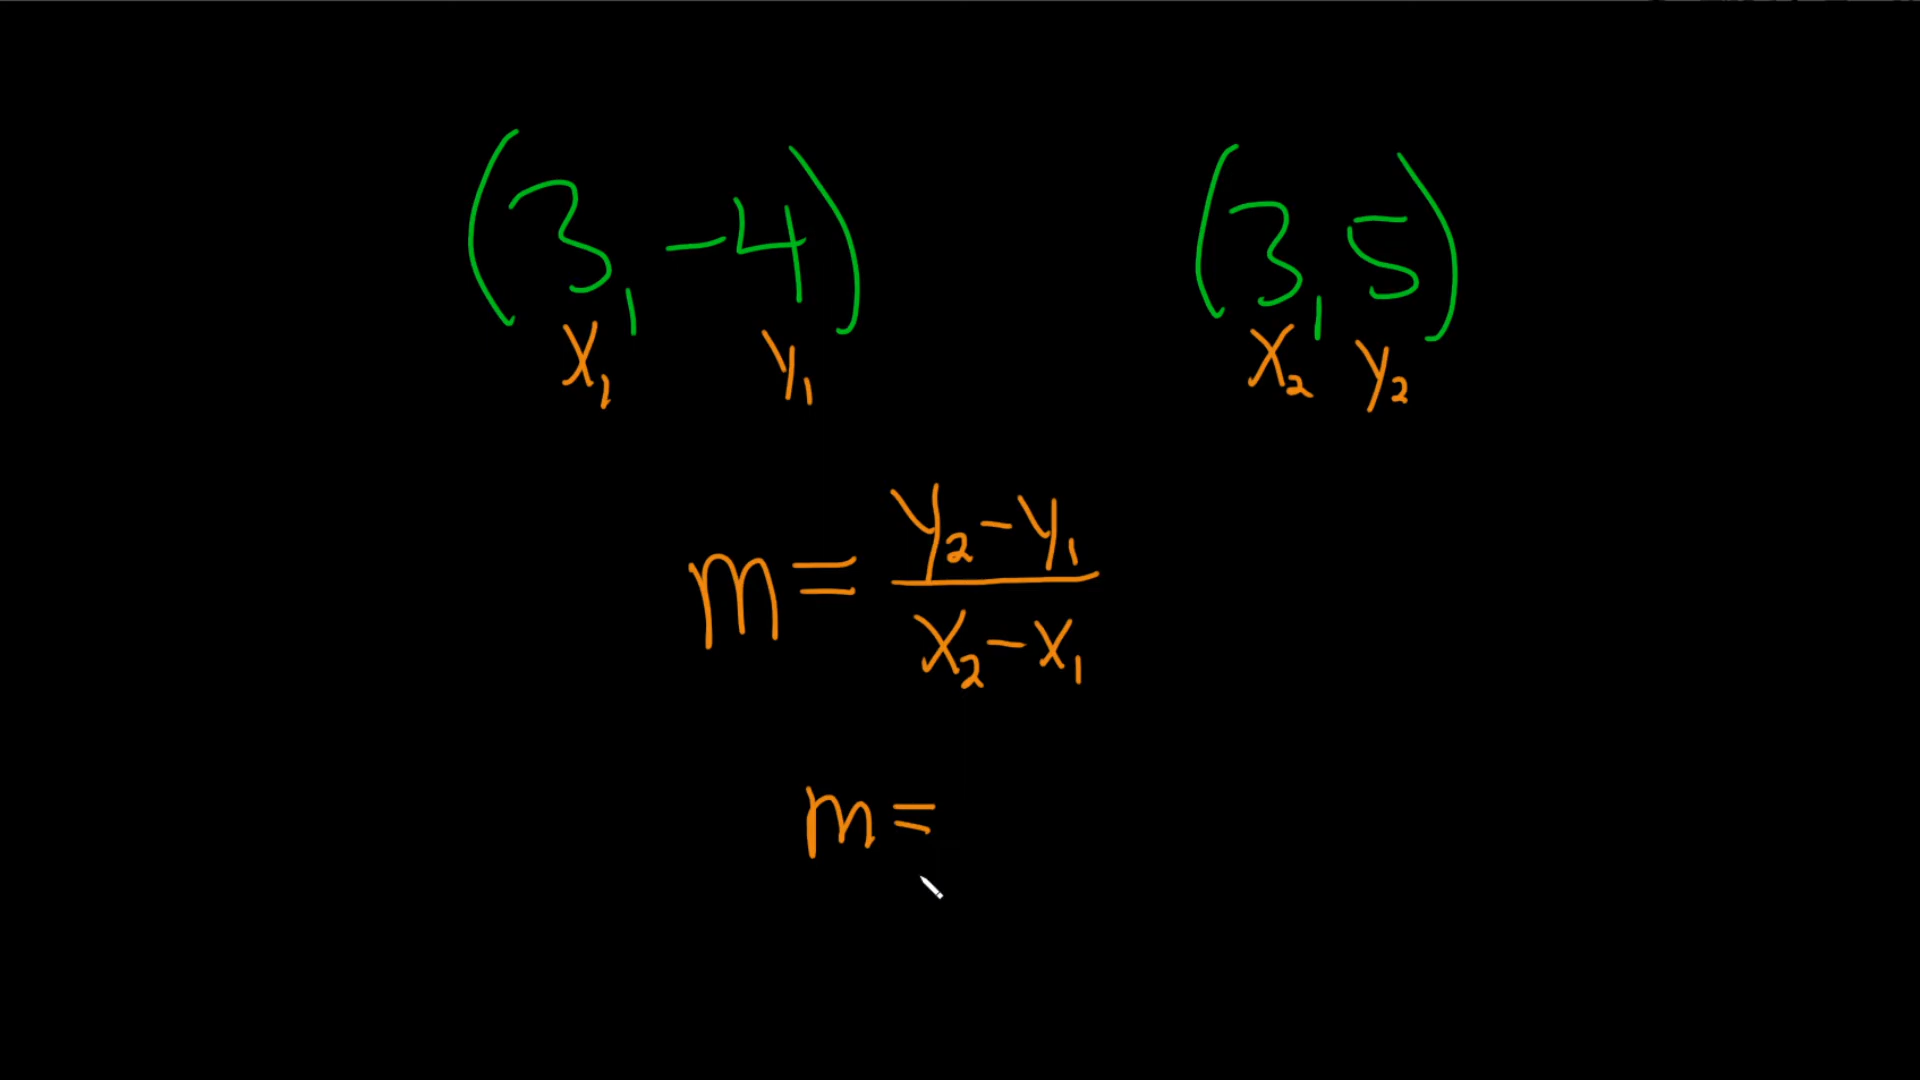 (3, -4) (3, 5)
x₁ y₁ x₂ y₂
m = y₂ - y₁
x₂ - x₁
m =